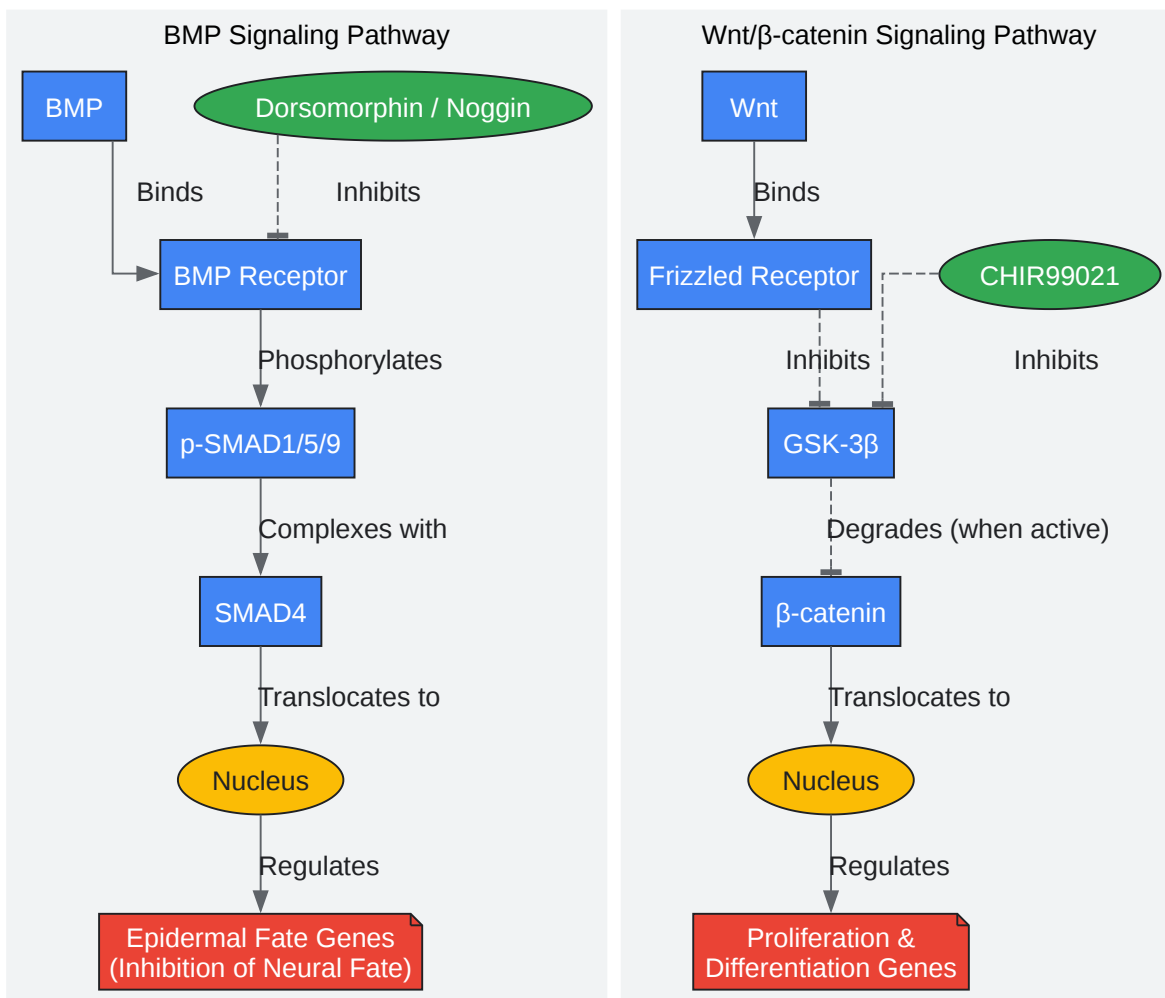 BMP Signaling Pathway
BMP
Dorsomorphin / Noggin
Binds
Inhibits
BMP Receptor
Phosphorylates
p-SMAD1/5/9
Complexes with
SMAD4
Translocates to
Nucleus
Regulates
Epidermal Fate Genes
(Inhibition of Neural Fate)
Wnt/β-catenin Signaling Pathway
Wnt
Binds
Frizzled Receptor
CHIR99021
Inhibits
Inhibits
GSK-3β
Degrades (when active)
β-catenin
Translocates to
Nucleus
Regulates
Proliferation &
Differentiation Genes